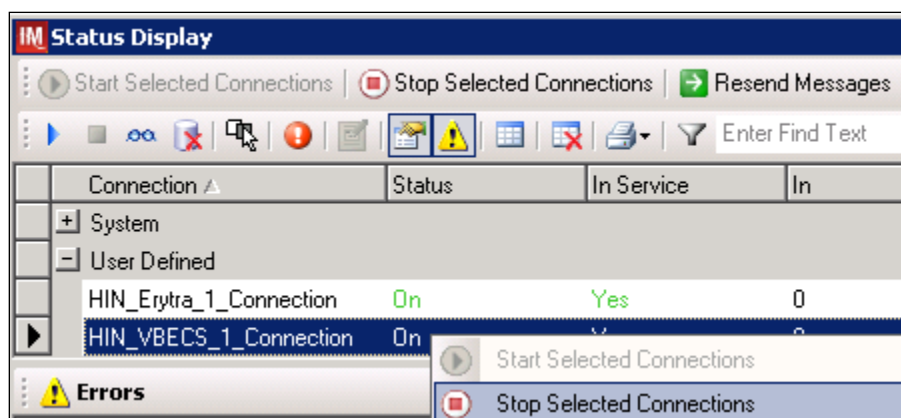 IM Status Display
Start Selected Connections Stop Selected Connections Resend Messages
Enter Find Text
Connection Status In Service In
System
User Defined
HIN_Erytra_1_Connection On Yes 0
HIN_VBECS_1_Connection On
Start Selected Connections
Errors
Stop Selected Connections